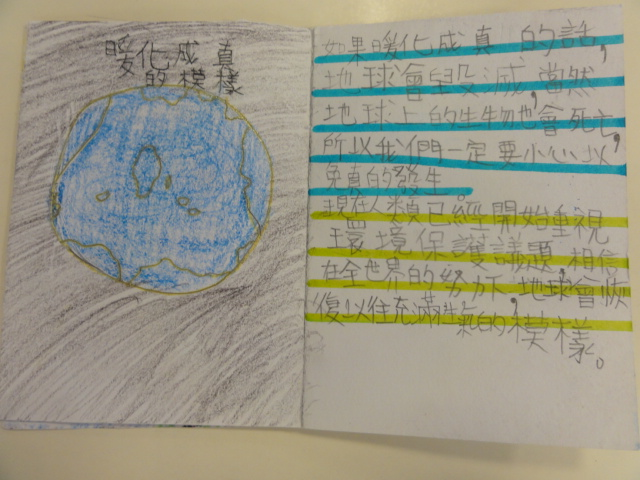 暖化成真
的模樣
如果暖化成真的話，
地球會毀滅，當然
地球上的生生物也會死亡，
所以我們一定要小心，以
免真的發生。
現在人類已經開始重視
環境保護議題，相信
在全世界的努力下，地球會恢
復以往充滿生氣的模樣。